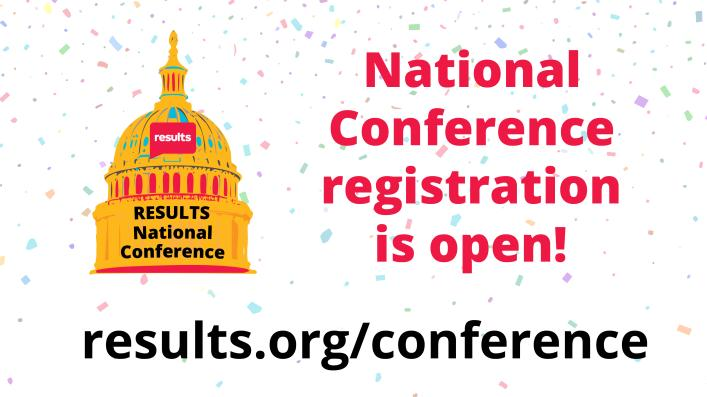 results
RESULTS
National
Conference
National
Conference
registration
is open!
results.org/conference